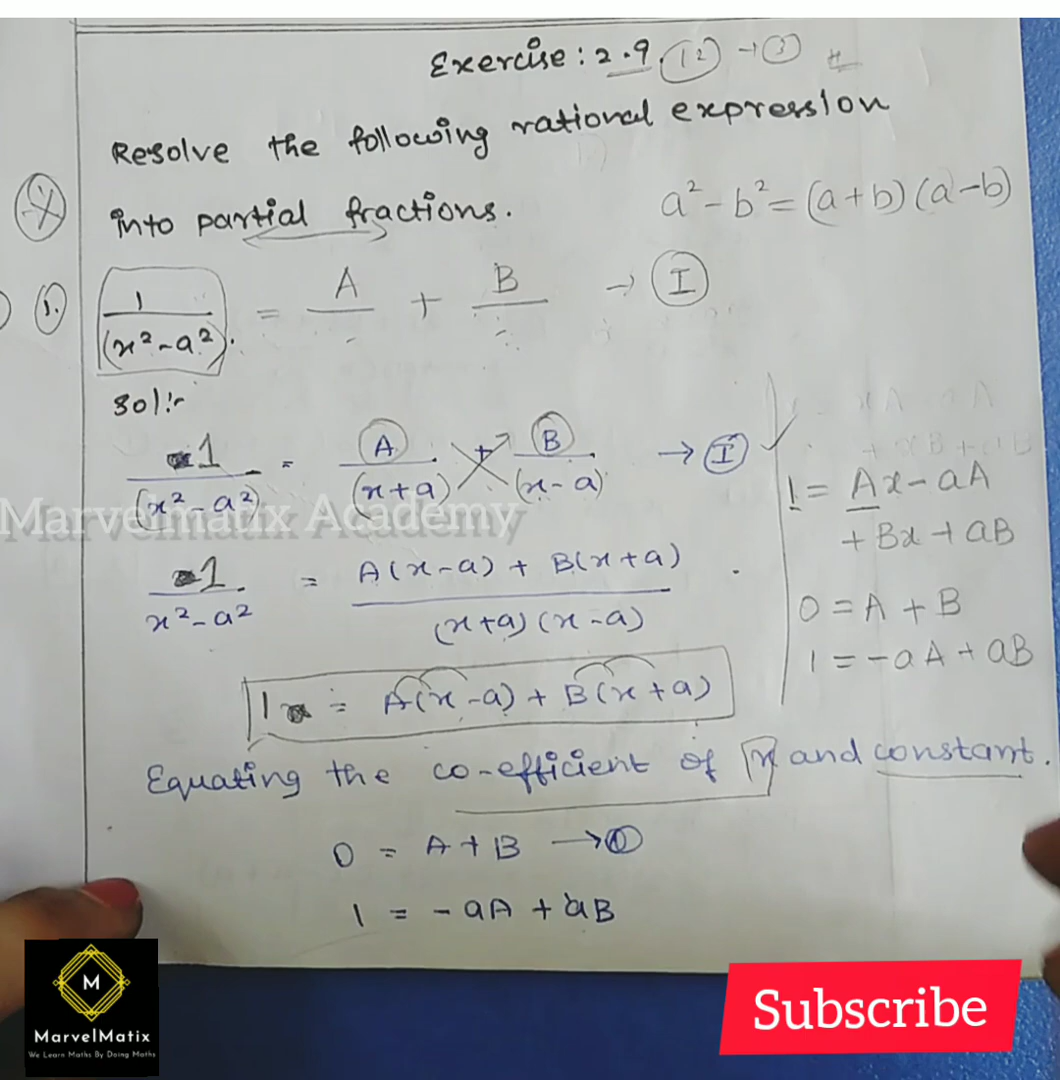 Exercise: 2.9 (12) → (3)
Resolve the following rational expression
into partial fractions.
a² - b² = (a+b) (a-b)
1. 1/(x² - a²) = A/ + B/ → (I)
Sol:-
1/(x² - a²) = A/(x+a) + B/(x-a) → (I)
Marvelmatix Academy
1/x² - a² = A(x-a) + B(x+a)/(x+a) (x-a)
1 = A(x-a) + B(x+a)
1 = Ax - aA
+ Bx + aB
0 = A + B
1 = -aA + aB
Equating the co-efficient of x and constant.
0 = A + B → (1)
1 = - aA + aB
M
MarvelMatix
We Learn Maths By Doing Maths
Subscribe